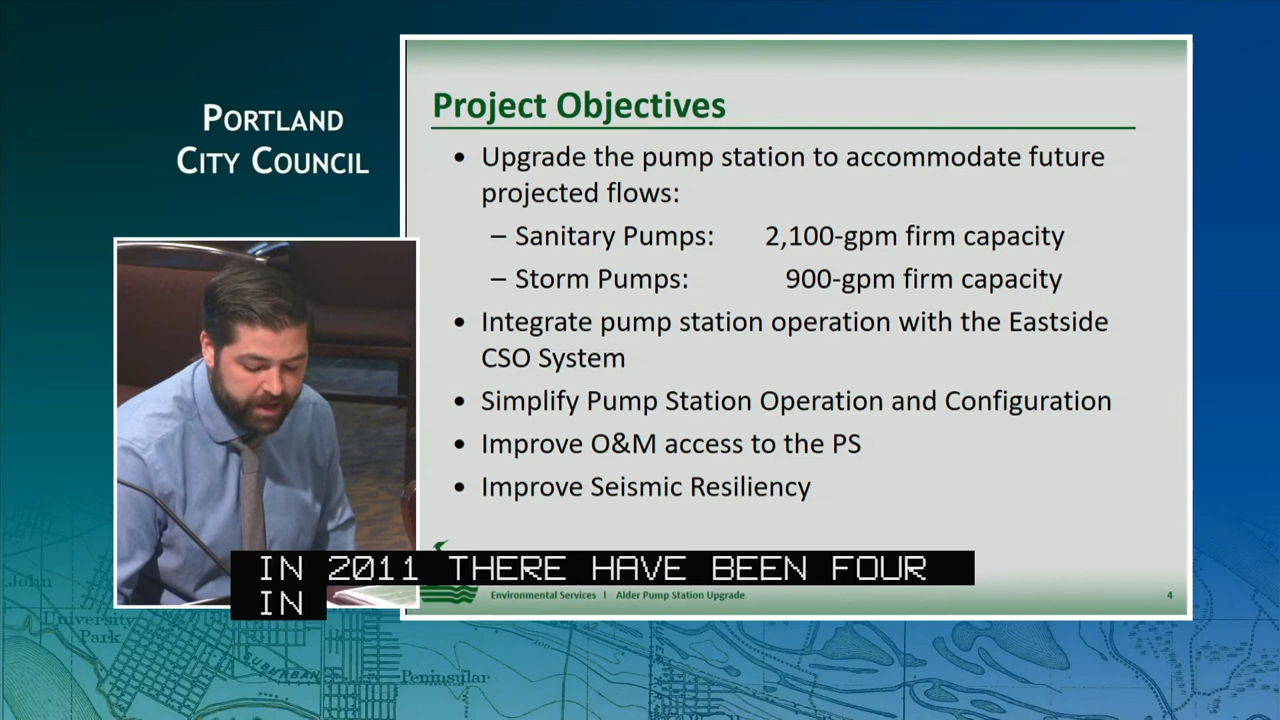 PORTLAND
CITY COUNCIL
Project Objectives
• Upgrade the pump station to accommodate future
projected flows:
– Sanitary Pumps: 2,100-gpm firm capacity
– Storm Pumps: 900-gpm firm capacity
• Integrate pump station operation with the Eastside
CSO System
• Simplify Pump Station Operation and Configuration
• Improve O&M access to the PS
• Improve Seismic Resiliency
IN 2011 THERE HAVE BEEN FOUR
IN
Environmental Services | Alder Pump Station Upgrade 4
John
University
Park
SUBURBAN
Peninsular